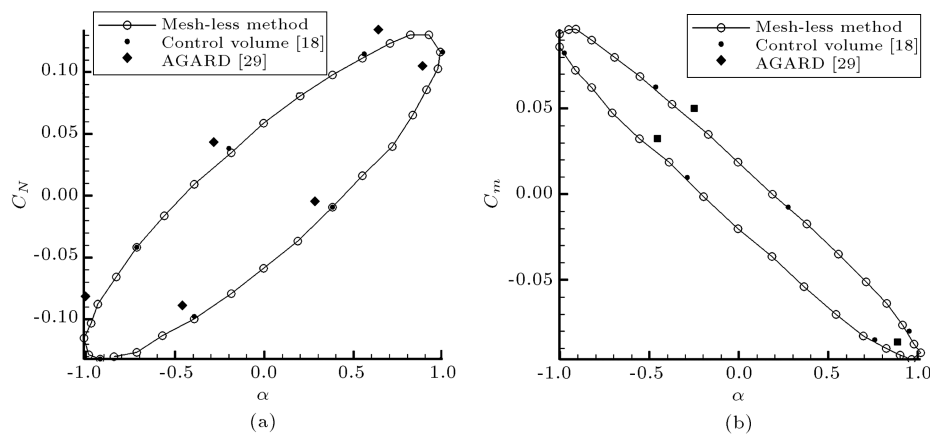 Mesh-less method
Control volume [18]
AGARD [29]
0.10
0.05
0.00
-0.05
-0.10
C_N
-1.0 -0.5 0.0 0.5 1.0
α
(a)
Mesh-less method
Control volume [18]
AGARD [29]
0.05
0.00
-0.05
C_m
-1.0 -0.5 0.0 0.5 1.0
α
(b)